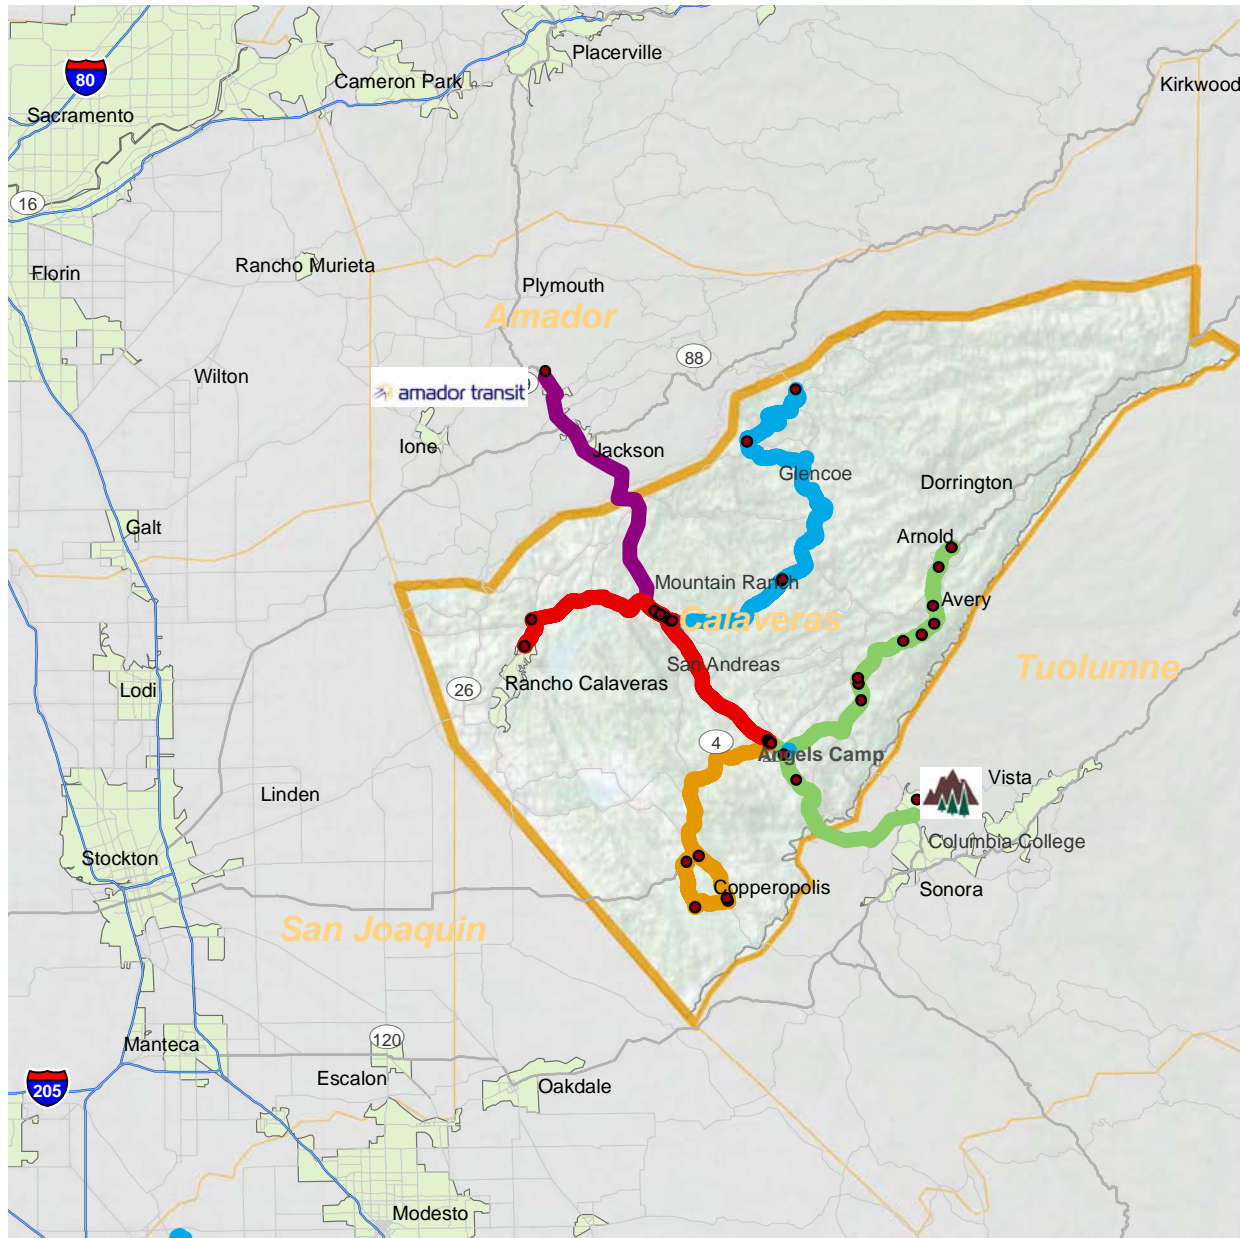 Placerville
80
Cameron Park
Kirkwood
Sacramento
16
Florin
Rancho Murieta
Plymouth
Amador
88
Wilton
amador transit
Ione
Jackson
Glencoe
Dorrington
Galt
Arnold
Mountain Ranch
Avery
Calaveras
San Andreas
Tuolumne
Lodi
26
Rancho Calaveras
4
Angels Camp
Vista
Linden
Columbia College
Stockton
Copperopolis
Sonora
San Joaquin
Manteca
120
Escalon
Oakdale
205
Modesto